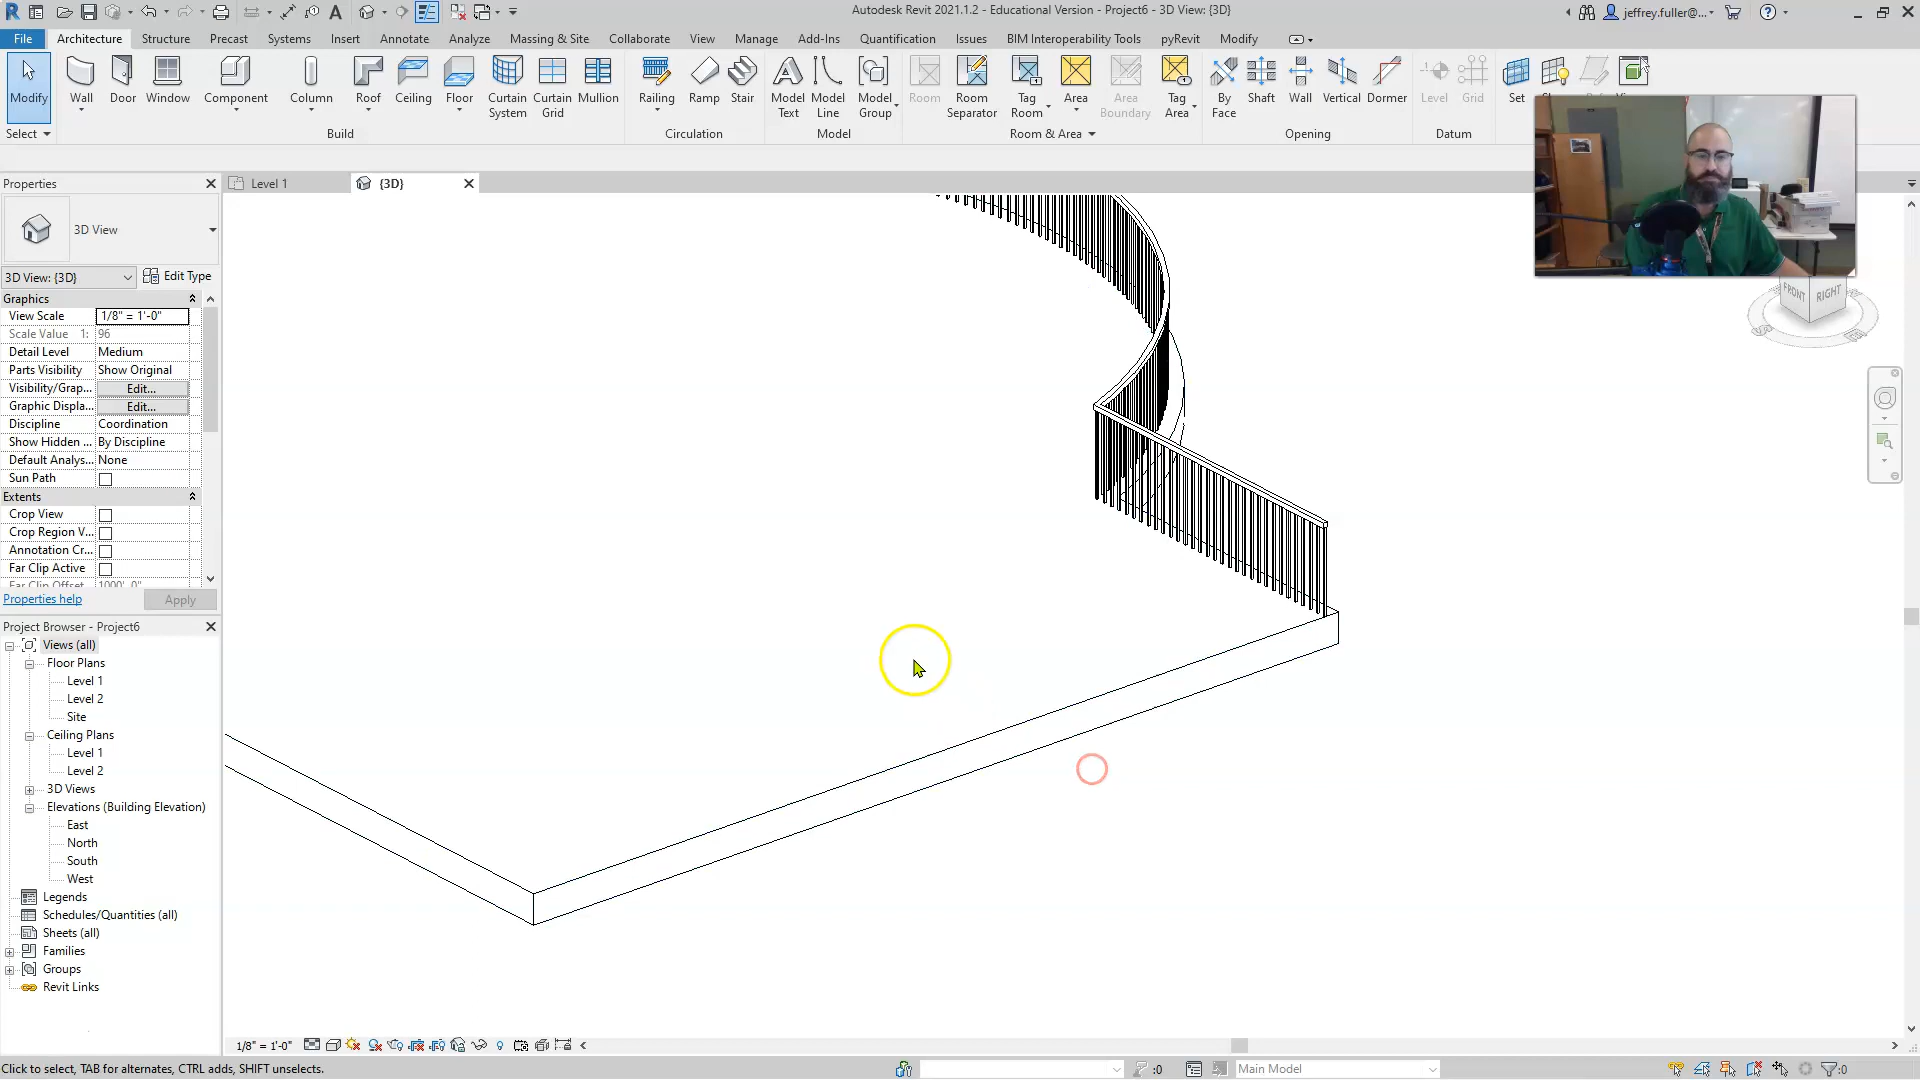 Autodesk Revit 2021.1.2 - Educational Version - Project6 - 3D View: {3D}
jeffrey.fuller@...
File Architecture Structure Precast Systems Insert Annotate Analyze Massing & Site Collaborate View Manage Add-Ins Quantification Issues BIM Interoperability Tools pyRevit Modify
Modify Wall Door Window Component Column Roof Ceiling Floor Curtain System Curtain Grid Mullion Railing Ramp Stair Model Text Model Line Model Group Room Room Separator Tag Room Area Area Boundary Tag Area By Face Shaft Wall Vertical Dormer Level Grid Set
Select Build Circulation Model Room & Area Opening Datum
Properties
Level 1 {3D}
3D View
3D View: {3D} Edit Type
Graphics
View Scale 1/8" = 1'-0"
Scale Value 1: 96
Detail Level Medium
Parts Visibility Show Original
Visibility/Grap... Edit...
Graphic Displa... Edit...
Discipline Coordination
Show Hidden ... By Discipline
Default Analys... None
Sun Path
Extents
Crop View
Crop Region V...
Annotation Cr...
Far Clip Active
Far Clip Offset 1000' 0"
Properties help Apply
FRONT RIGHT
Project Browser - Project6
Views (all)
Floor Plans
Level 1
Level 2
Site
Ceiling Plans
Level 1
Level 2
3D Views
Elevations (Building Elevation)
East
North
South
West
Legends
Schedules/Quantities (all)
Sheets (all)
Families
Groups
Revit Links
1/8" = 1'-0"
Click to select, TAB for alternates, CTRL adds, SHIFT unselects.
:0
Main Model
:0